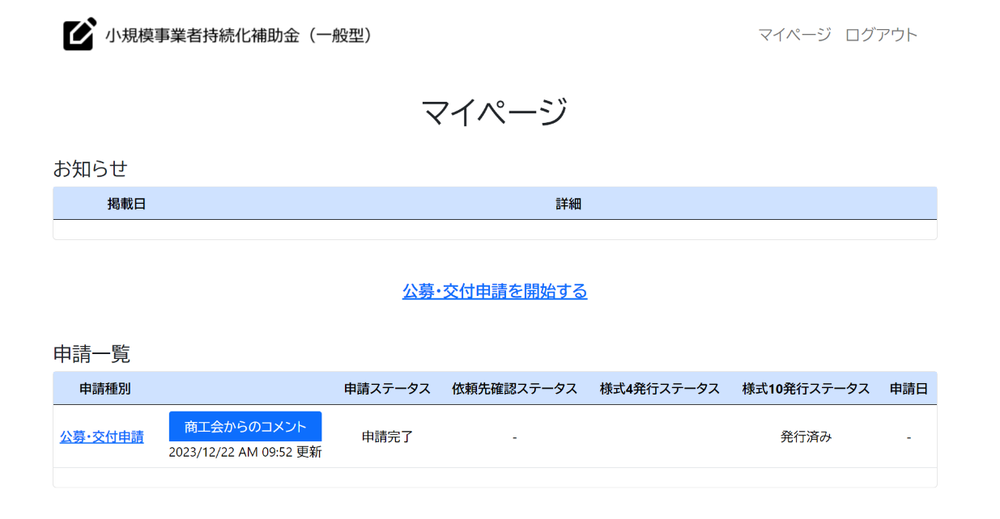 小規模事業者持続化補助金（一般型）
マイページ ログアウト
マイページ
お知らせ
掲載日 詳細
公募・交付申請を開始する
申請一覧
申請種別 申請ステータス 依頼先確認ステータス 様式4発行ステータス 様式10発行ステータス 申請日
商工会からのコメント
公募・交付申請 申請完了 - 発行済み -
2023/12/22 AM 09:52 更新